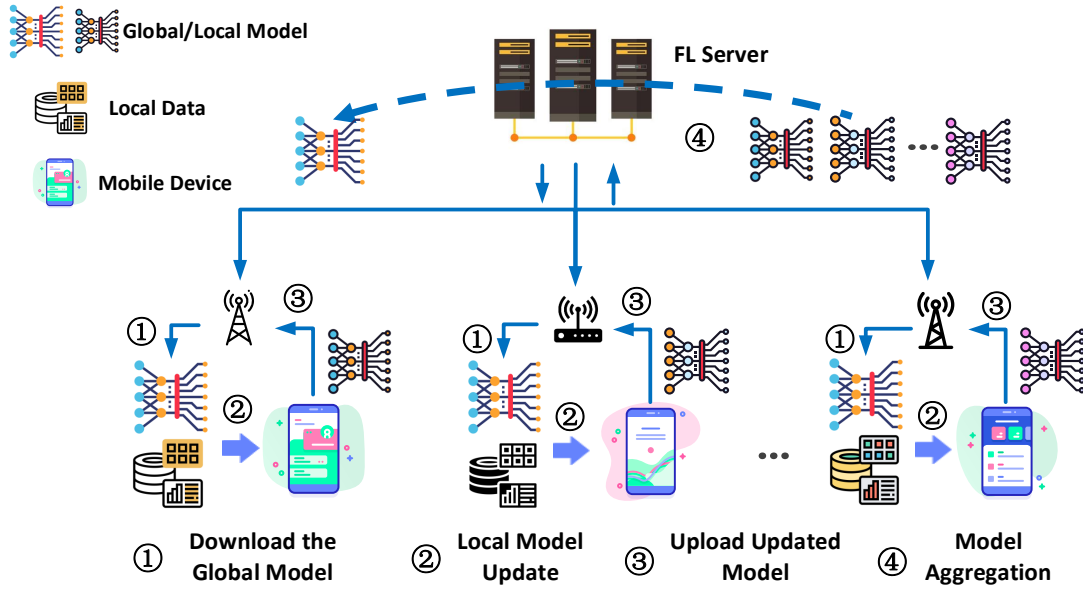 Global/Local Model
FL Server
Local Data
④
Mobile Device
③
③
③
①
①
①
②
②
②
① Download the
Global Model
② Local Model
Update
③ Upload Updated
Model
④ Model
Aggregation